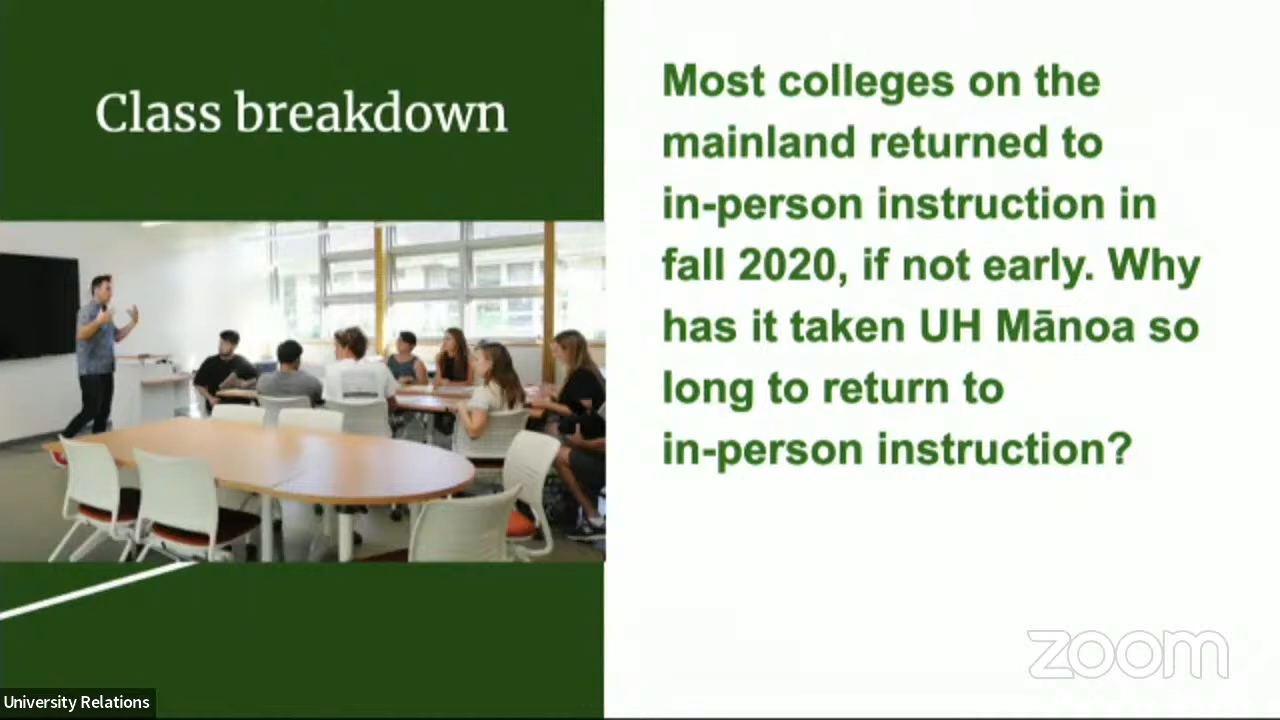 Class breakdown
Most colleges on the
mainland returned to
in-person instruction in
fall 2020, if not early. Why
has it taken UH Mānoa so
long to return to
in-person instruction?
zoom
University Relations